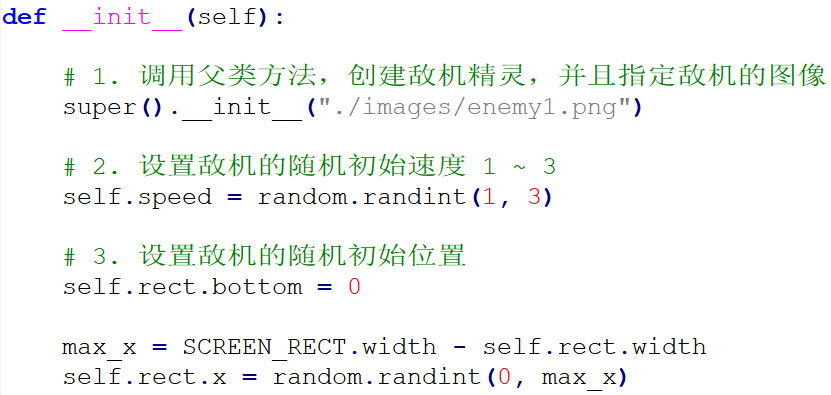 def __init__(self):
# 1. 调用父类方法，创建敌机精灵，并且指定敌机的图像
super().__init__("./images/enemy1.png")
# 2. 设置敌机的随机初始速度 1 ~ 3
self.speed = random.randint(1, 3)
# 3. 设置敌机的随机初始位置
self.rect.bottom = 0
max_x = SCREEN_RECT.width - self.rect.width
self.rect.x = random.randint(0, max_x)